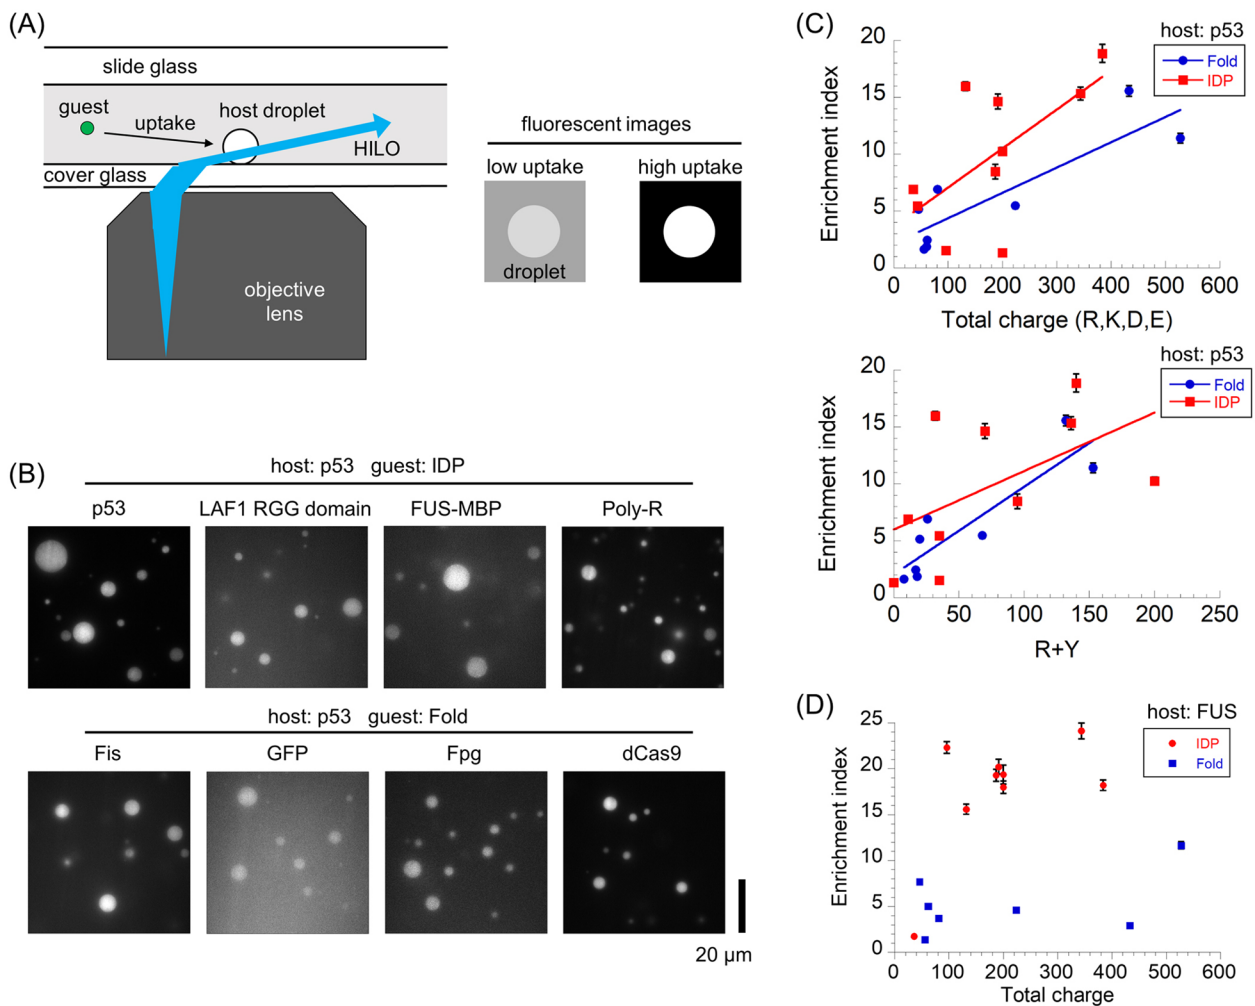 (A)
slide glass
guest
host droplet
uptake
HILO
cover glass
objective
lens
fluorescent images
low uptake
high uptake
droplet
(B)
host: p53 guest: IDP
p53
LAF1 RGG domain
FUS-MBP
Poly-R
host: p53 guest: Fold
Fis
GFP
Fpg
dCas9
20 µm
(C)
host: p53
Fold
IDP
Enrichment index
20
15
10
5
0
0 100 200 300 400 500 600
Total charge (R,K,D,E)
host: p53
Fold
IDP
Enrichment index
20
15
10
5
0
0 50 100 150 200 250
R+Y
(D)
host: FUS
IDP
Fold
Enrichment index
25
20
15
10
5
0
0 100 200 300 400 500 600
Total charge